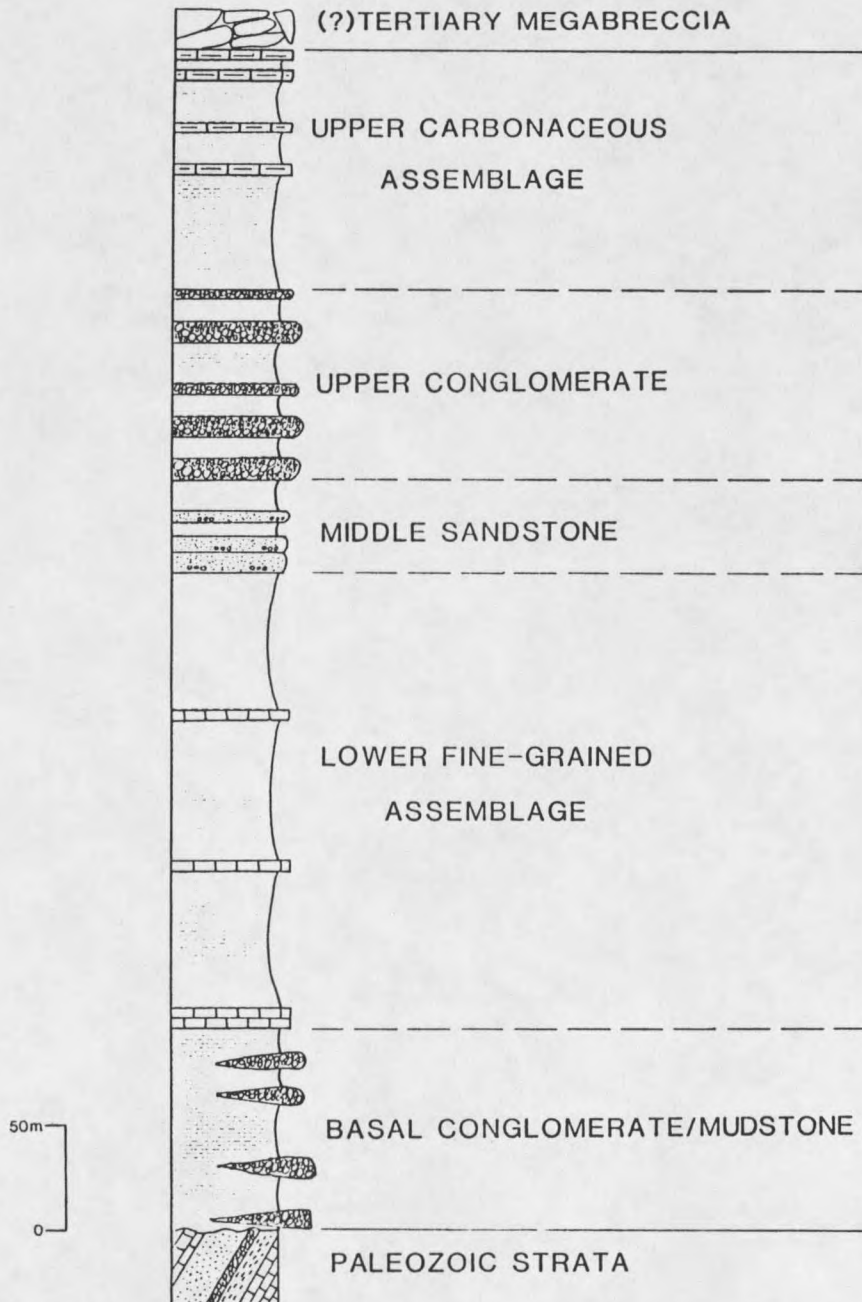 (?)TERTIARY MEGABRECCIA
UPPER CARBONACEOUS
ASSEMBLAGE
UPPER CONGLOMERATE
MIDDLE SANDSTONE
LOWER FINE-GRAINED
ASSEMBLAGE
BASAL CONGLOMERATE/MUDSTONE
50m
0
PALEOZOIC STRATA